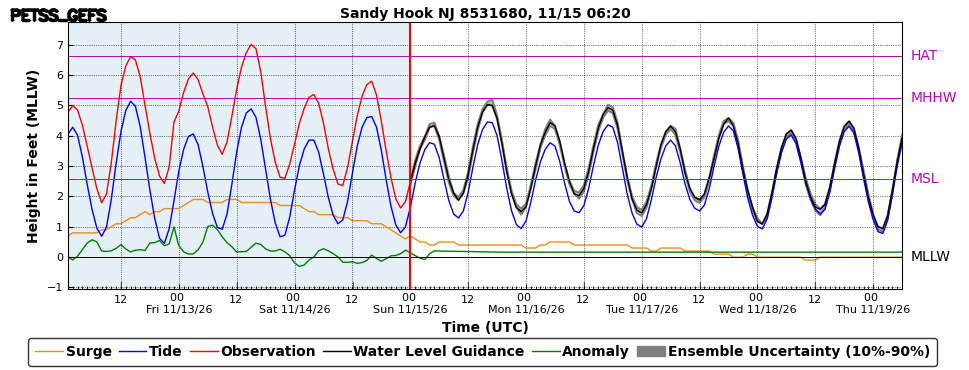 PETSS_GEFS
Sandy Hook NJ 8531680, 11/15 06:20
Height in Feet (MLLW)
7
6
5
4
3
2
1
0
−1
HAT
MHHW
MSL
MLLW
12 00 12 00 12 00 12 00 12 00 12 00 12 00
Fri 11/13/26 Sat 11/14/26 Sun 11/15/26 Mon 11/16/26 Tue 11/17/26 Wed 11/18/26 Thu 11/19/26
Time (UTC)
Surge Tide Observation Water Level Guidance Anomaly Ensemble Uncertainty (10%-90%)